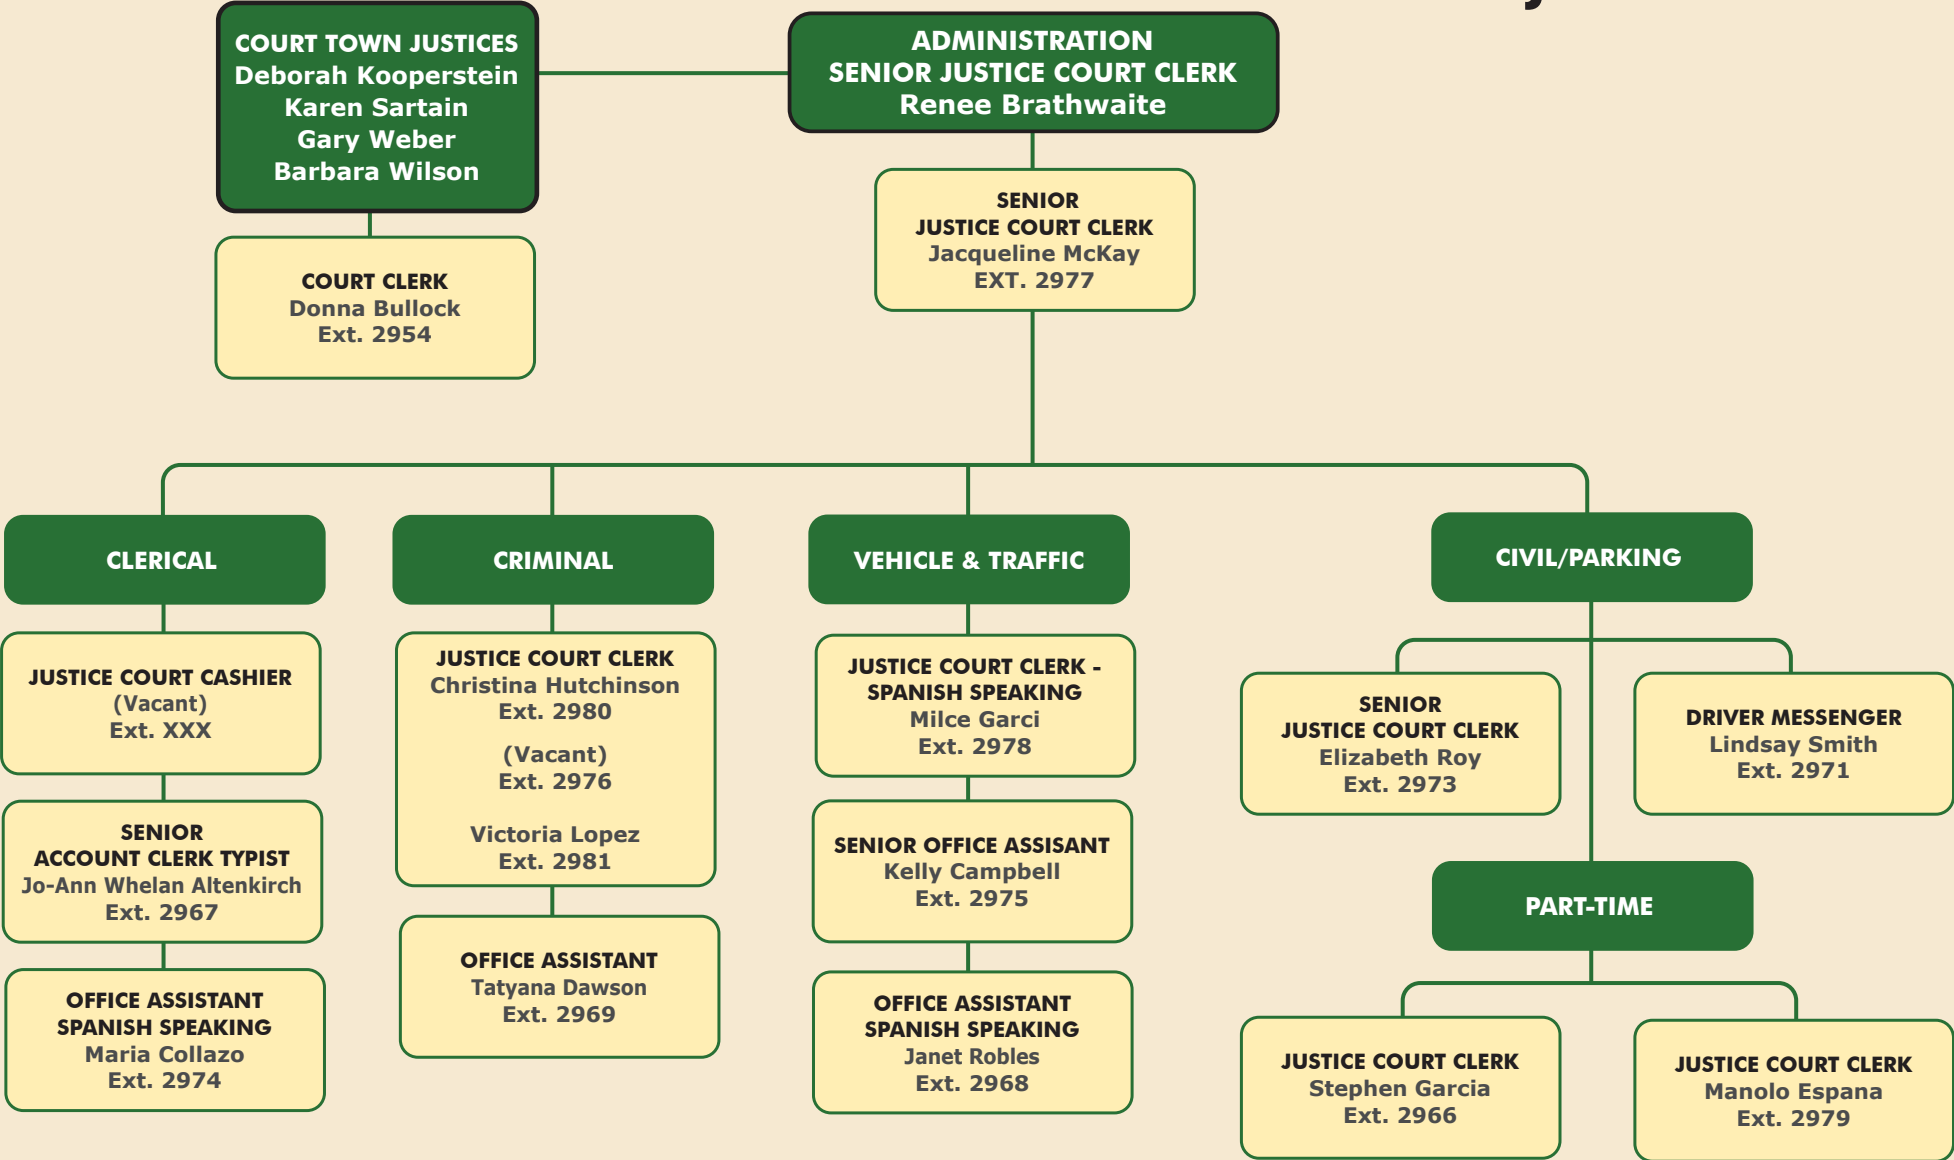 COURT TOWN JUSTICES
Deborah Kooperstein
Karen Sartain
Gary Weber
Barbara Wilson
ADMINISTRATION
SENIOR JUSTICE COURT CLERK
Renee Brathwaite
SENIOR
JUSTICE COURT CLERK
Jacqueline McKay
EXT. 2977
COURT CLERK
Donna Bullock
Ext. 2954
CLERICAL
JUSTICE COURT CASHIER
(Vacant)
Ext. XXX
SENIOR
ACCOUNT CLERK TYPIST
Jo-Ann Whelan Altenkirch
Ext. 2967
OFFICE ASSISTANT
SPANISH SPEAKING
Maria Collazo
Ext. 2974
CRIMINAL
JUSTICE COURT CLERK
Christina Hutchinson
Ext. 2980
(Vacant)
Ext. 2976
Victoria Lopez
Ext. 2981
OFFICE ASSISTANT
Tatyana Dawson
Ext. 2969
VEHICLE & TRAFFIC
JUSTICE COURT CLERK -
SPANISH SPEAKING
Milce Garci
Ext. 2978
SENIOR OFFICE ASSISANT
Kelly Campbell
Ext. 2975
OFFICE ASSISTANT
SPANISH SPEAKING
Janet Robles
Ext. 2968
CIVIL/PARKING
SENIOR
JUSTICE COURT CLERK
Elizabeth Roy
Ext. 2973
DRIVER MESSENGER
Lindsay Smith
Ext. 2971
PART-TIME
JUSTICE COURT CLERK
Stephen Garcia
Ext. 2966
JUSTICE COURT CLERK
Manolo Espana
Ext. 2979